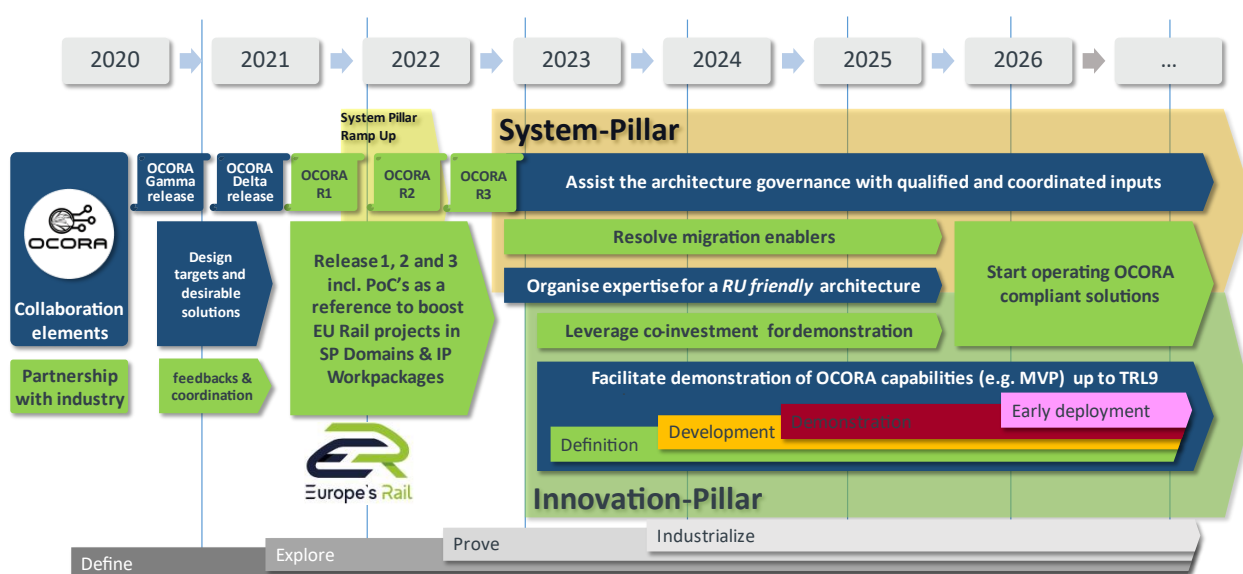 2020
2021
2022
2023
2024
2025
2026
...
System Pillar
Ramp Up
System-Pillar
OCORA
Gamma
release
OCORA
Delta
release
OCORA
R1
OCORA
R2
OCORA
R3
Assist the architecture governance with qualified and coordinated inputs
OCORA
Collaboration
elements
Partnership
with industry
Design
targets and
desirable
solutions
feedbacks &
coordination
Release 1, 2 and 3
incl. PoC's as a
reference to boost
EU Rail projects in
SP Domains & IP
Workpackages
Resolve migration enablers
Organise expertise for a RU friendly architecture
Leverage co-investment for demonstration
Start operating OCORA
compliant solutions
Facilitate demonstration of OCORA capabilities (e.g. MVP) up to TRL9
Early deployment
Demonstration
Development
Definition
ER
Europe's Rail
Innovation-Pillar
Industrialize
Prove
Explore
Define